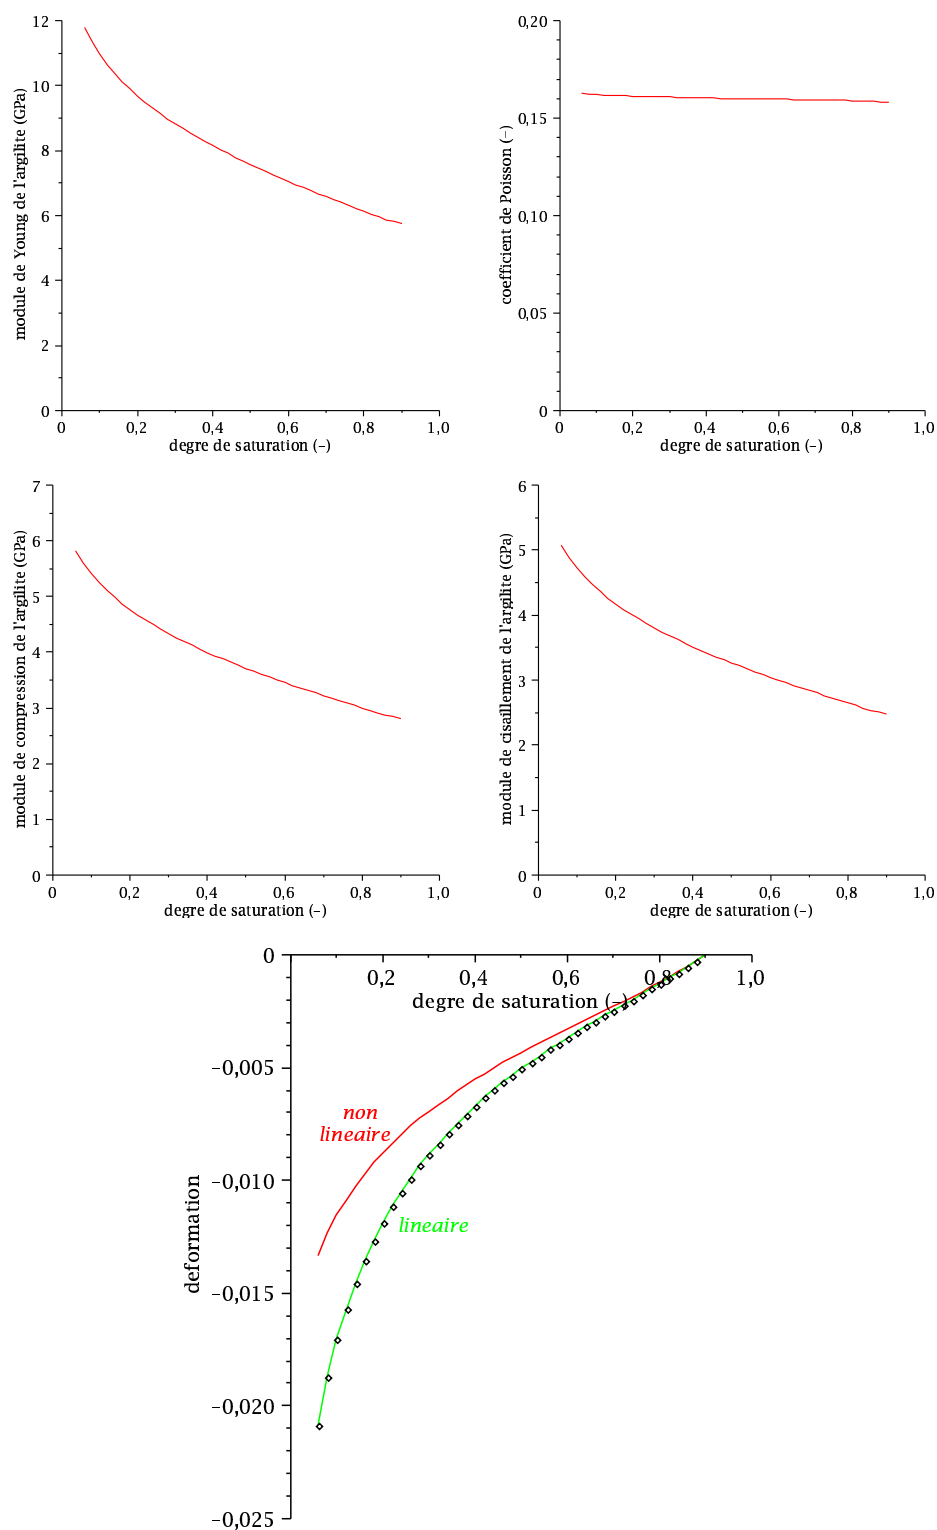 12
10
8
6
4
2
0
module de Young de l'argilite (GPa)
0 0,2 0,4 0,6 0,8 1,0
degre de saturation (–)
0,20
0,15
0,10
0,05
0
coefficient de Poisson (–)
0 0,2 0,4 0,6 0,8 1,0
degre de saturation (–)
7
6
5
4
3
2
1
0
module de compression de l'argilite (GPa)
0 0,2 0,4 0,6 0,8 1,0
degre de saturation (–)
6
5
4
3
2
1
0
module de cisaillement de l'argilite (GPa)
0 0,2 0,4 0,6 0,8 1,0
degre de saturation (–)
0
0,2 0,4 0,6 0,8 1,0
degre de saturation (–)
−0,005
−0,010
−0,015
−0,020
−0,025
deformation
non
lineaire
lineaire